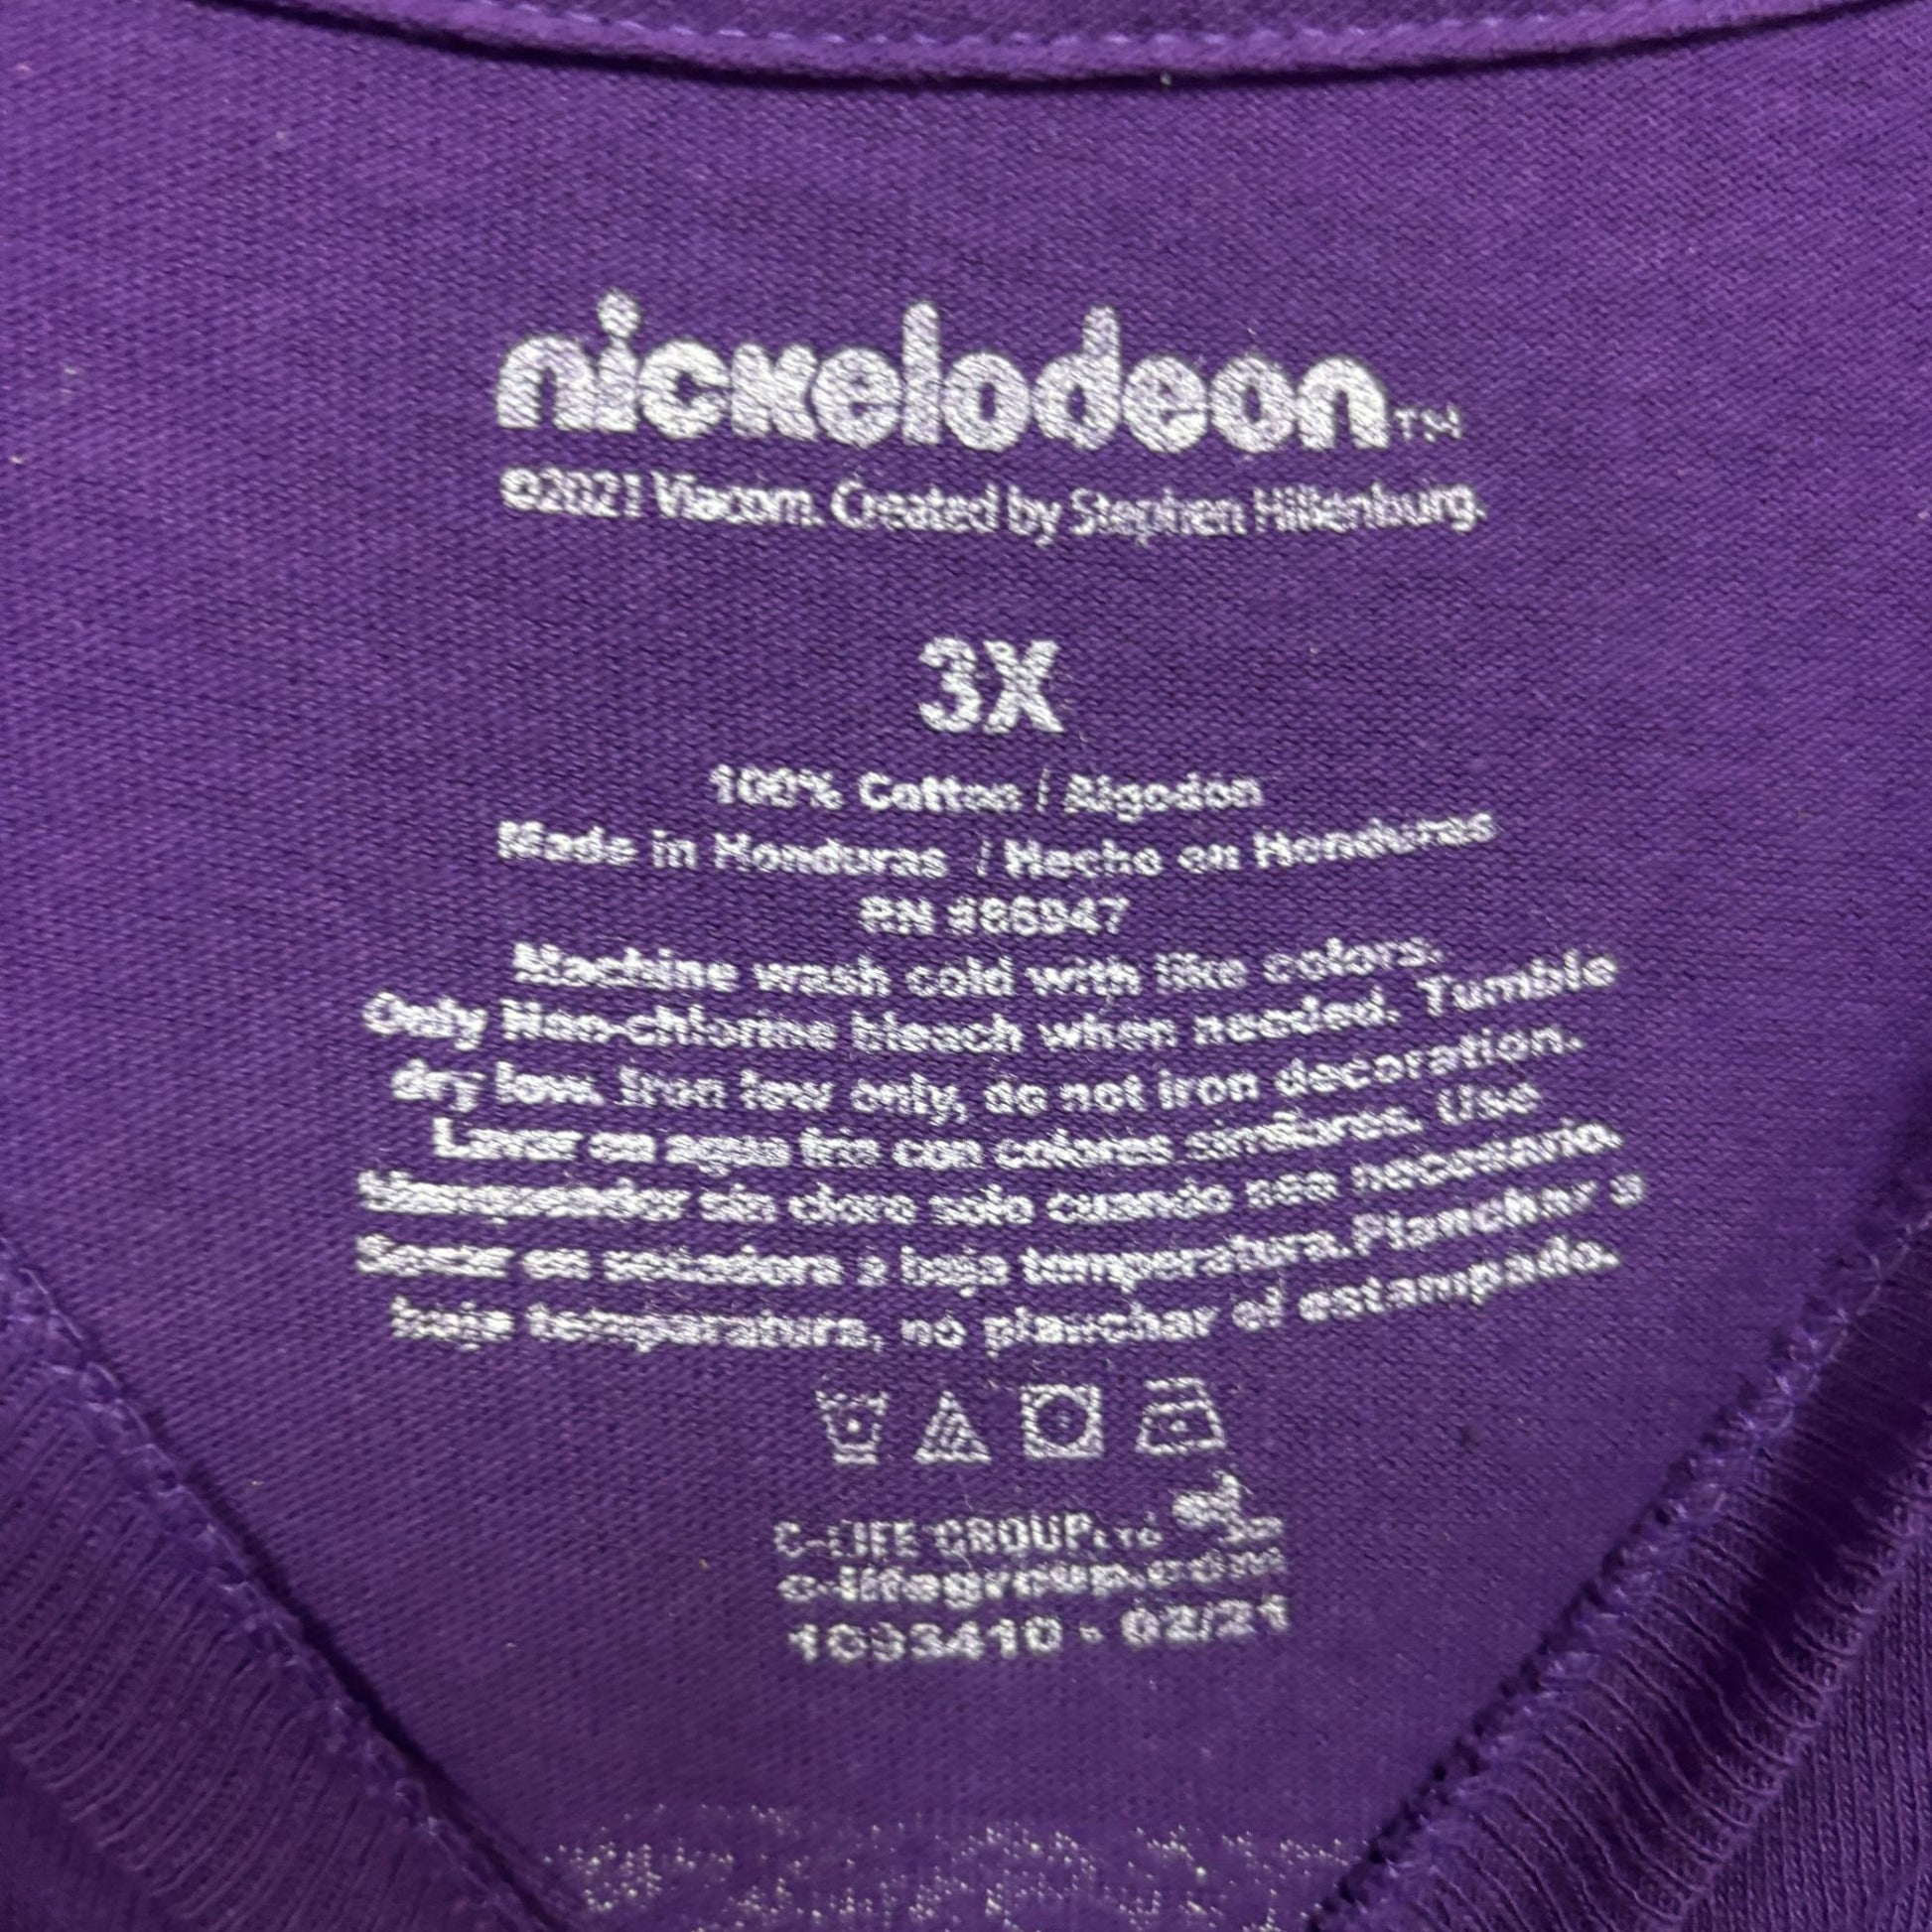 nickelodeon™
©2021 Viacom. Created by Stephen Hillenburg.
3X
100% Cotton / Algodón
Made in Honduras / Hecho en Honduras
RN #86947
Machine wash cold with like colors.
Only Non-chlorine bleach when needed. Tumble
dry low. Iron low only, do not iron decoration.
Lavar en agua fria con colores similares. Use
blanqueador sin cloro solo cuando sea necesario.
Secar en secadora a baja temperatura.Planchar a
baja temperatura, no planchar el estampado.
C-LIFE GROUP LTD
c-lifegroup.com
1093410 - 02/21